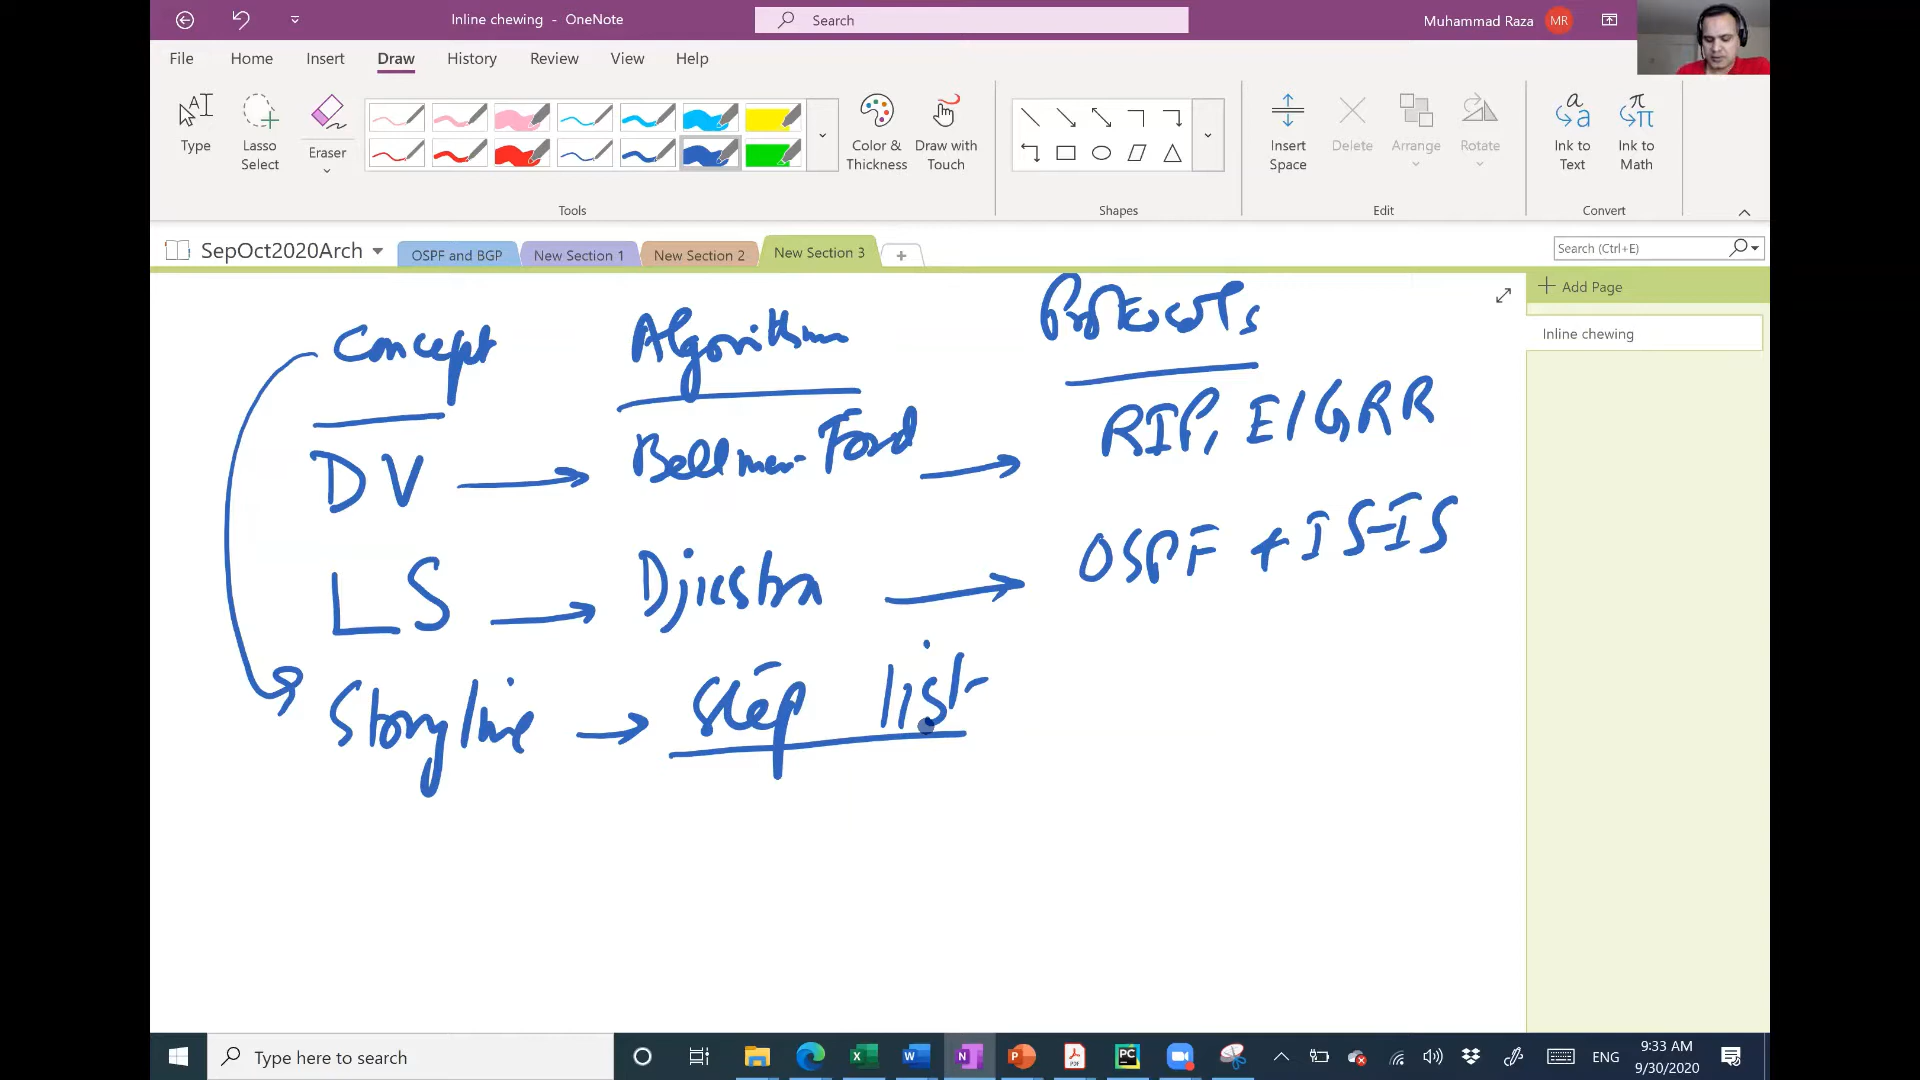 Inline chewing - OneNote
Search
Muhammad Raza
MR
File
Home
Insert
Draw
History
Review
View
Help
Type
Lasso Select
Eraser
Color & Thickness
Draw with Touch
Insert Space
Delete
Arrange
Rotate
Ink to Text
Ink to Math
Tools
Shapes
Edit
Convert
SepOct2020Arch
OSPF and BGP
New Section 1
New Section 2
New Section 3
Search (Ctrl+E)
Add Page
Inline chewing
Concept Algorithm Protocols
DV → Bellman-Ford → RIP, EIGRR
LS → Djicstra → OSPF + IS-IS
Storyline → Step list
Type here to search
ENG
9:33 AM
9/30/2020